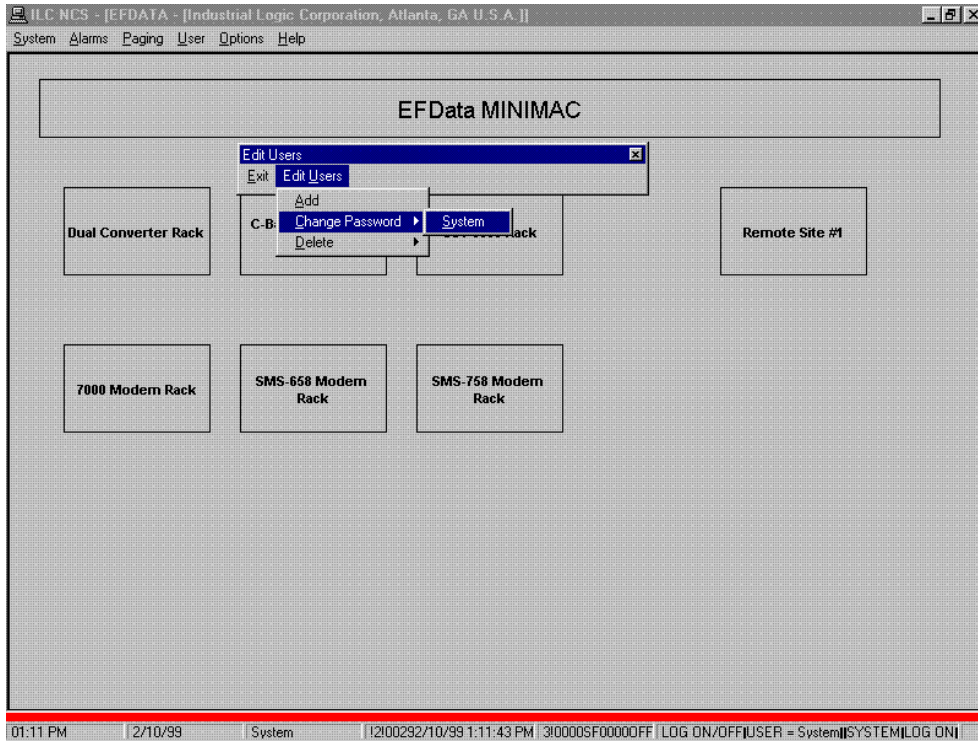 ILC NCS - [EFDATA - [Industrial Logic Corporation, Atlanta, GA U.S.A.]]
System Alarms Paging User Options Help
EFData MINIMAC
Edit Users
Exit Edit Users
Add
Change Password System
Delete
Dual Converter Rack
C-Ba
ack
Remote Site #1
7000 Modem Rack
SMS-658 Modem
Rack
SMS-758 Modem
Rack
01:11 PM 2/10/99 System !2!00292/10/99 1:11:43 PM 3!0000SF00000FF LOG ON/OFF|USER = System||SYSTEM|LOG ON|